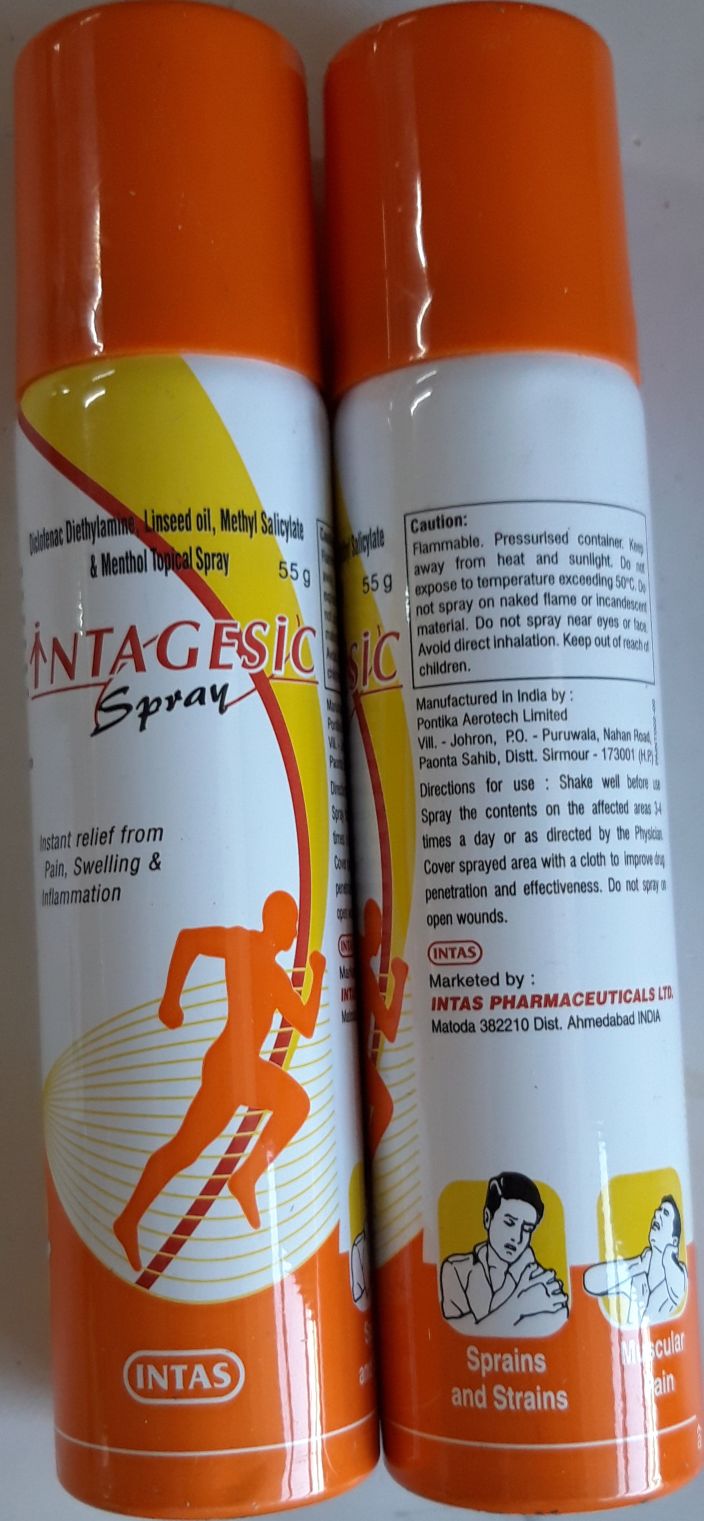 Diclofenac Diethylamine, Linseed oil, Methyl Salicylate
& Menthol Topical Spray
55 g
INTAGESIC
Spray
Instant relief from
Pain, Swelling &
Inflammation
INTAS
Salicylate
55 g
SIC
Caution:
Flammable. Pressurised container. Keep
away from heat and sunlight. Do not
expose to temperature exceeding 50°C. Do
not spray on naked flame or incandescent
material. Do not spray near eyes or face.
Avoid direct inhalation. Keep out of reach of
children.
Manufactured in India by :
Pontika Aerotech Limited
Vill. - Johron, P.O. - Puruwala, Nahan Road,
Paonta Sahib, Distt. Sirmour - 173001 (H.P)
Directions for use : Shake well before use
Spray the contents on the affected areas 3-4
times a day or as directed by the Physician.
Cover sprayed area with a cloth to improve drug
penetration and effectiveness. Do not spray on
open wounds.
INTAS
Marketed by :
INTAS PHARMACEUTICALS LTD.
Matoda 382210 Dist. Ahmedabad INDIA
Sprains
and Strains
Muscular
Pain